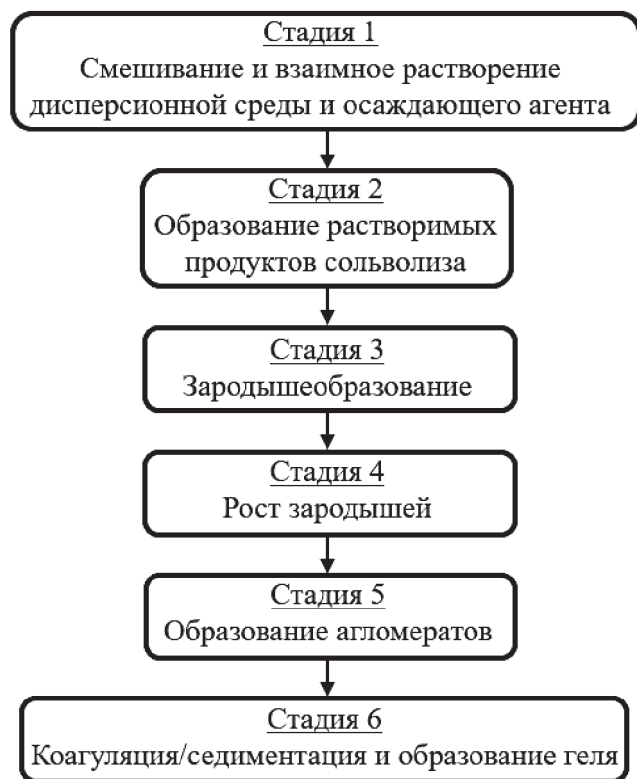 Стадия 1
Смешивание и взаимное растворение
дисперсионной среды и осаждающего агента
Стадия 2
Образование растворимых
продуктов сольволиза
Стадия 3
Зародышеобразование
Стадия 4
Рост зародышей
Стадия 5
Образование агломератов
Стадия 6
Коагуляция/седиментация и образование геля